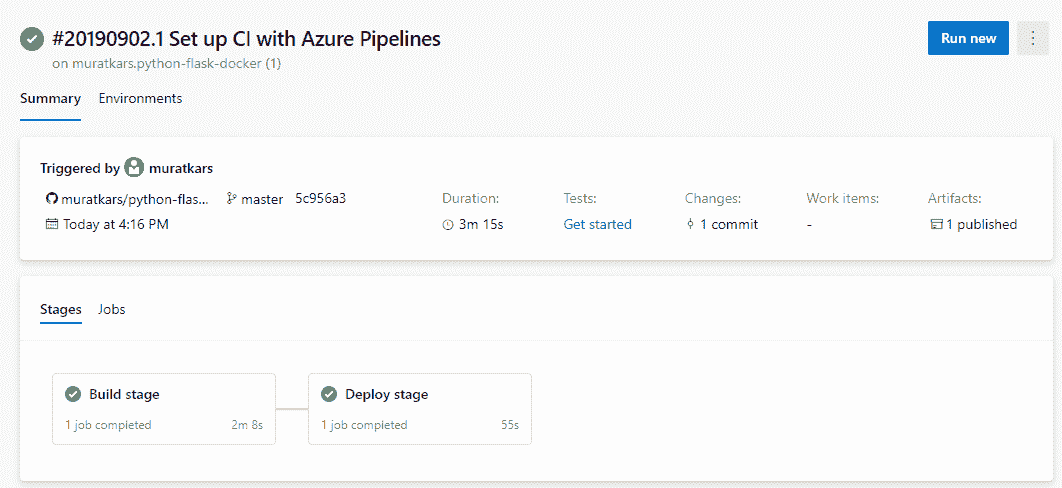 #20190902.1 Set up CI with Azure Pipelines
Run new
on muratkars.python-flask-docker (1)
Summary Environments
Triggered by muratkars
muratkars/python-flas... master 5c956a3 Duration: Tests: Changes: Work items: Artifacts:
Today at 4:16 PM 3m 15s Get started 1 commit - 1 published
Stages Jobs
Build stage Deploy stage
1 job completed 2m 8s 1 job completed 55s